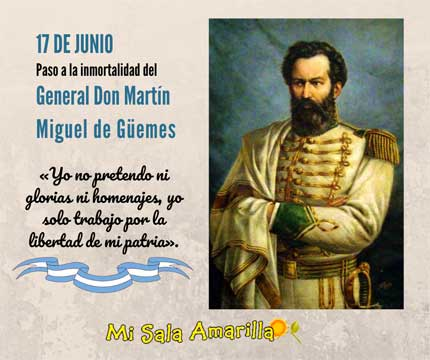 17 DE JUNIO
Paso a la inmortalidad del
General Don Martín
Miguel de Güemes
«Yo no pretendo ni
glorias ni homenajes, yo
solo trabajo por la
libertad de mi patria».
Mi Sala Amarilla